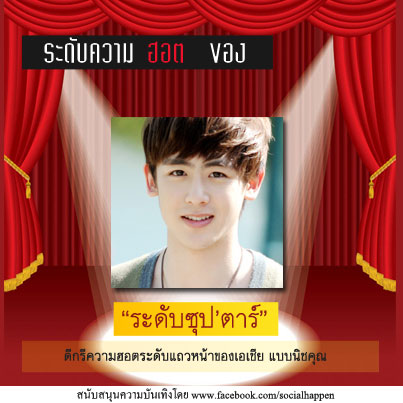 ระดับความ ฮอต ของ
“ระดับซุป'ตาร์”
ดีกรีความฮอตระดับแถวหน้าของเอเชีย แบบนิชคุณ
สนับสนุนความบันเทิงโดย www.facebook.com/socialhappen